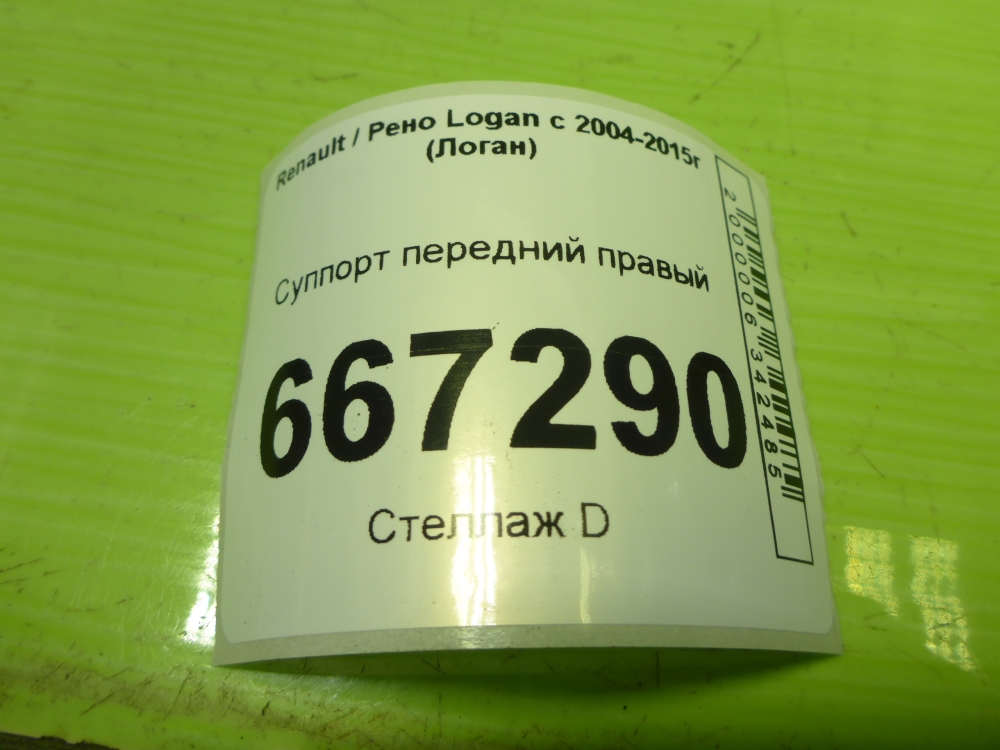 Renault / Рено Logan с 2004-2015г
(Логан)
Суппорт передний правый
667290
Стеллаж D
2000006342485